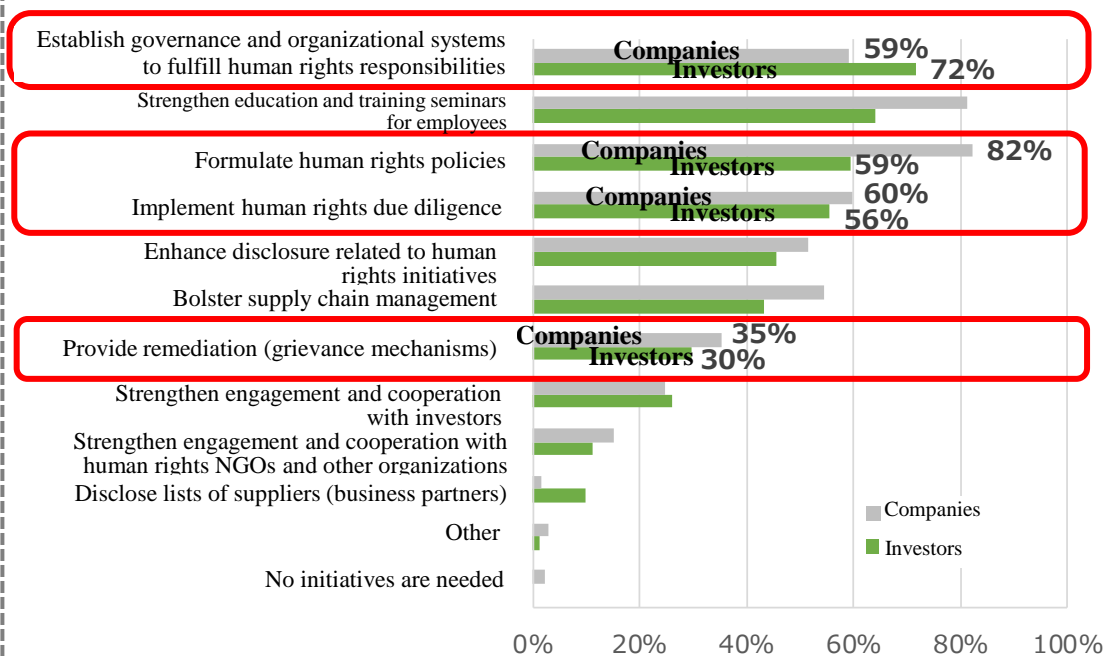 Establish governance and organizational systems
to fulfill human rights responsibilities
Companies 59%
Investors 72%
Strengthen education and training seminars
for employees
Formulate human rights policies
Companies 82%
Investors 59%
Implement human rights due diligence
Companies 60%
Investors 56%
Enhance disclosure related to human
rights initiatives
Bolster supply chain management
Provide remediation (grievance mechanisms)
Companies 35%
Investors 30%
Strengthen engagement and cooperation
with investors
Strengthen engagement and cooperation with
human rights NGOs and other organizations
Disclose lists of suppliers (business partners)
Other
No initiatives are needed
Companies
Investors
0% 20% 40% 60% 80% 100%